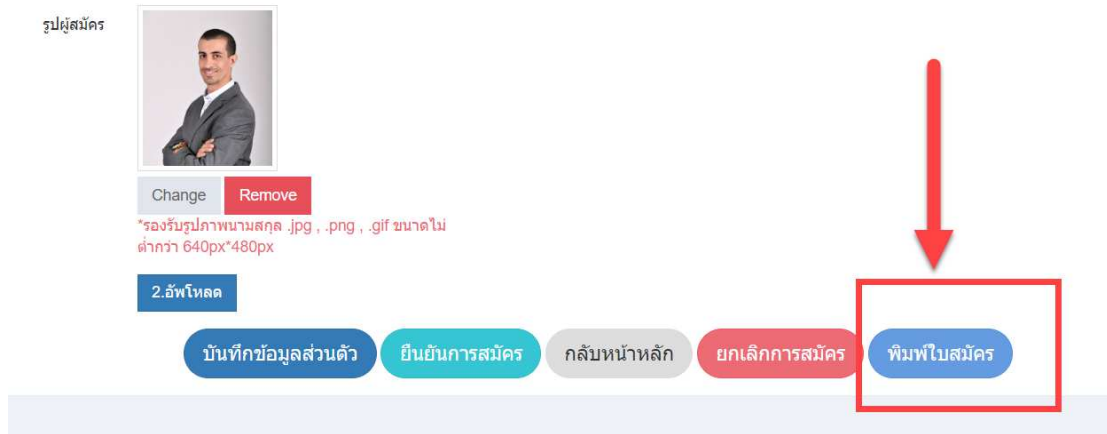 รูปผู้สมัคร
Change Remove
*รองรับรูปภาพนามสกุล .jpg , .png , .gif ขนาดไม่
ต่ำกว่า 640px*480px
2.อัพโหลด
บันทึกข้อมูลส่วนตัว ยืนยันการสมัคร กลับหน้าหลัก ยกเลิกการสมัคร พิมพ์ใบสมัคร